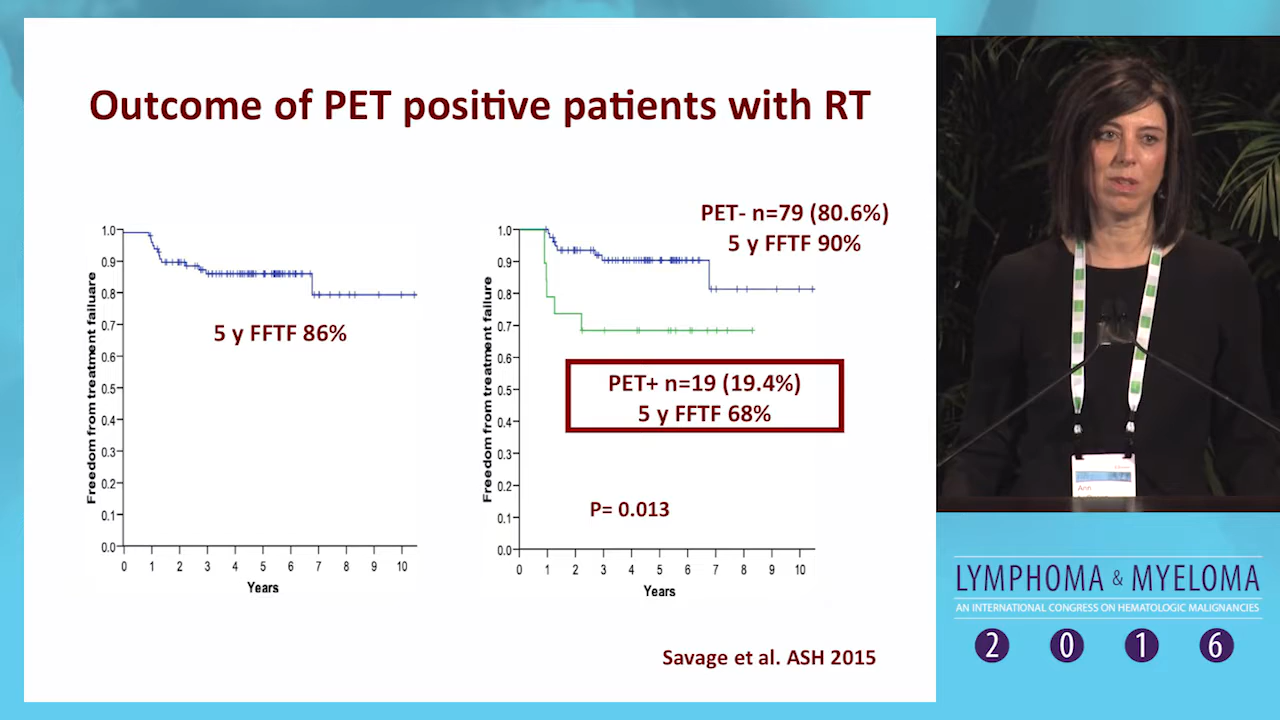 Outcome of PET positive patients with RT
1.0
0.9
0.8
0.7
0.6
0.5
0.4
0.3
0.2
0.1
0.0
Freedom from treatment failuare
5 y FFTF 86%
0 1 2 3 4 5 6 7 8 9 10
Years
1.0
0.9
0.8
0.7
0.6
0.5
0.4
0.3
0.2
0.1
0.0
Freedom from treatment failure
PET- n=79 (80.6%)
5 y FFTF 90%
PET+ n=19 (19.4%)
5 y FFTF 68%
P= 0.013
0 1 2 3 4 5 6 7 8 9 10
Years
Savage et al. ASH 2015
Ann
LYMPHOMA & MYELOMA
AN INTERNATIONAL CONGRESS ON HEMATOLOGIC MALIGNANCIES
2 0 1 6